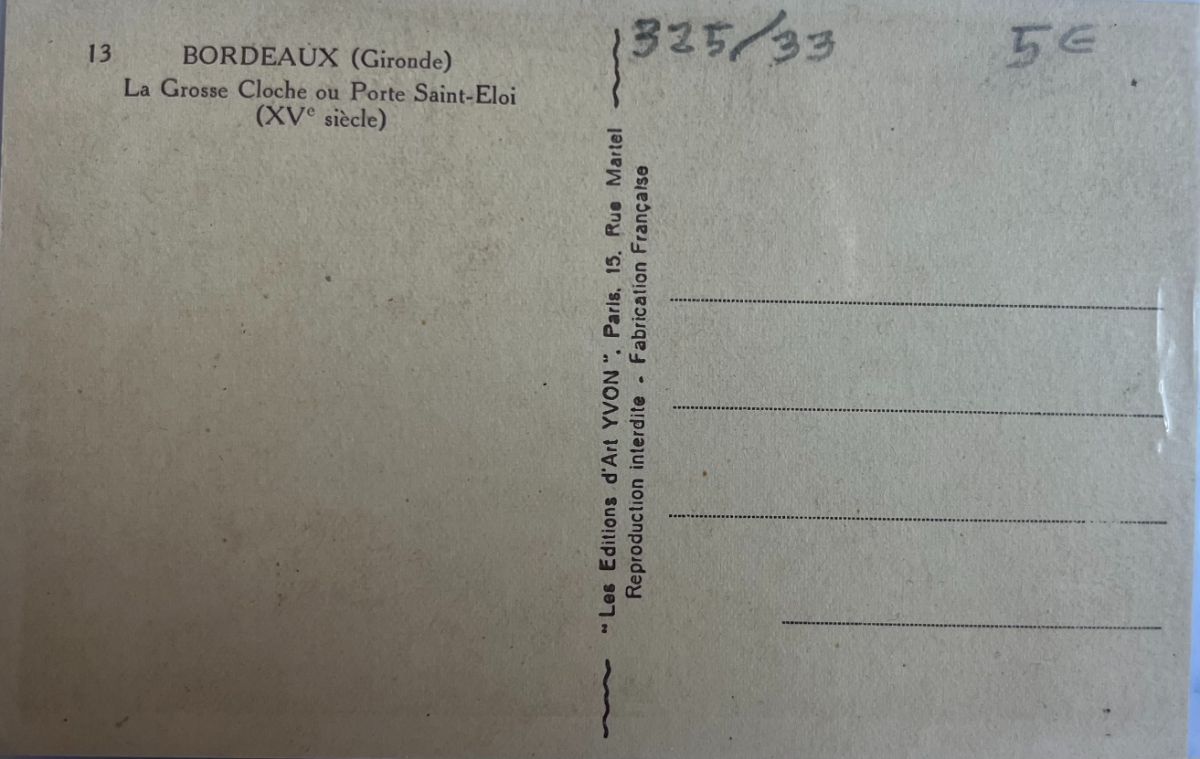 13 BORDEAUX (Gironde)
La Grosse Cloche ou Porte Saint-Eloi
(XVe siècle)
325/33 5€
"Les Editions d'Art YVON", Paris, 15, Rue Martel
Reproduction interdite - Fabrication Française